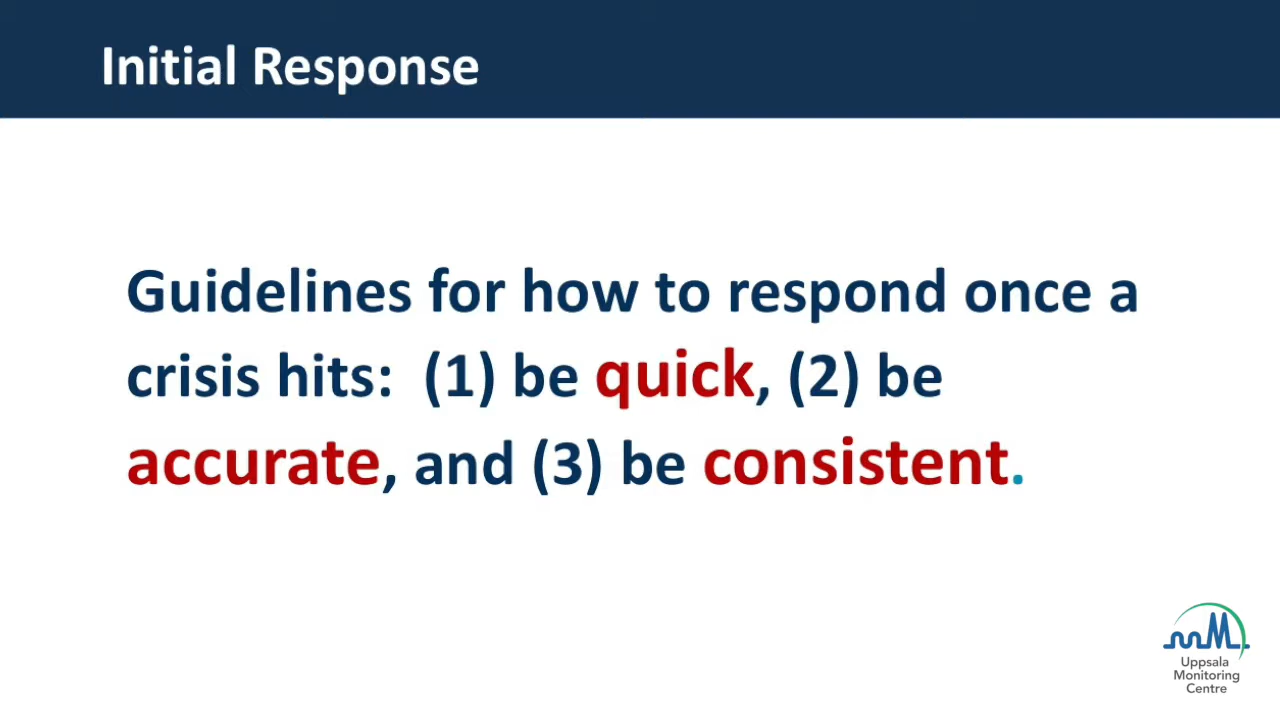 Initial Response
Guidelines for how to respond once a
crisis hits:  (1) be quick, (2) be
accurate, and (3) be consistent.
Uppsala
Monitoring
Centre